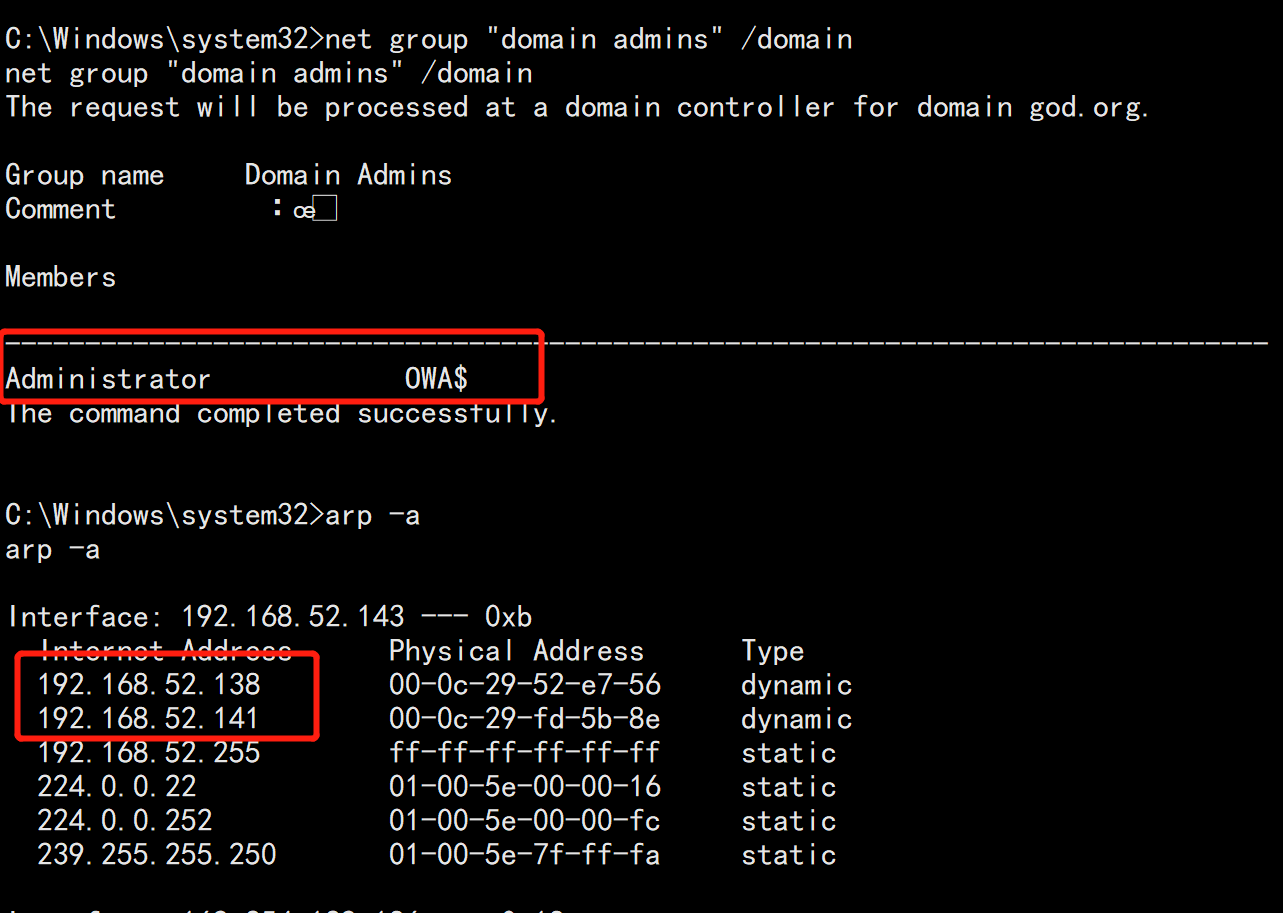 C:\Windows\system32>net group "domain admins" /domain
net group "domain admins" /domain
The request will be processed at a domain controller for domain god.org.
Group name     Domain Admins
Comment          : œ□
Members
-------------------------------------------------------------------------------
Administrator            OWA$
The command completed successfully.
C:\Windows\system32>arp -a
arp -a
Interface: 192.168.52.143 --- 0xb
  Internet Address      Physical Address      Type
  192.168.52.138        00-0c-29-52-e7-56     dynamic
  192.168.52.141        00-0c-29-fd-5b-8e     dynamic
  192.168.52.255        ff-ff-ff-ff-ff-ff     static
  224.0.0.22            01-00-5e-00-00-16     static
  224.0.0.252           01-00-5e-00-00-fc     static
  239.255.255.250       01-00-5e-7f-ff-fa     static